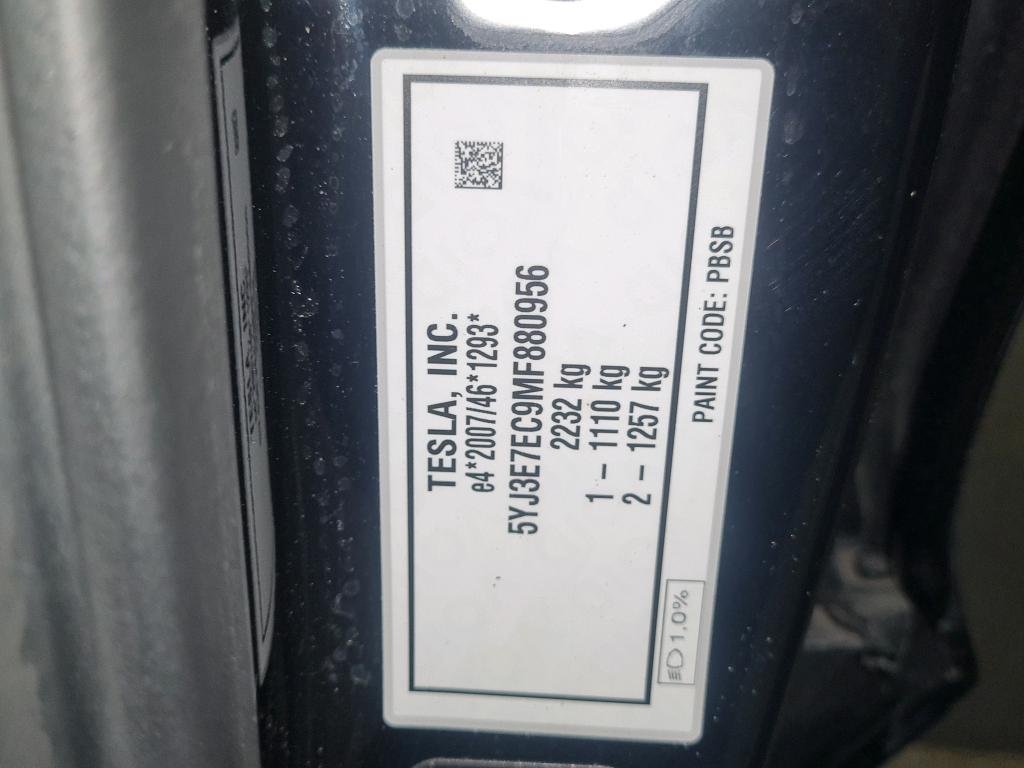 TESLA, INC.
e4*2007/46*1293*
5YJ3E7EC9MF880956
2232 kg
1 – 1110 kg
2 – 1257 kg
1.0%
PAINT CODE: PBSB